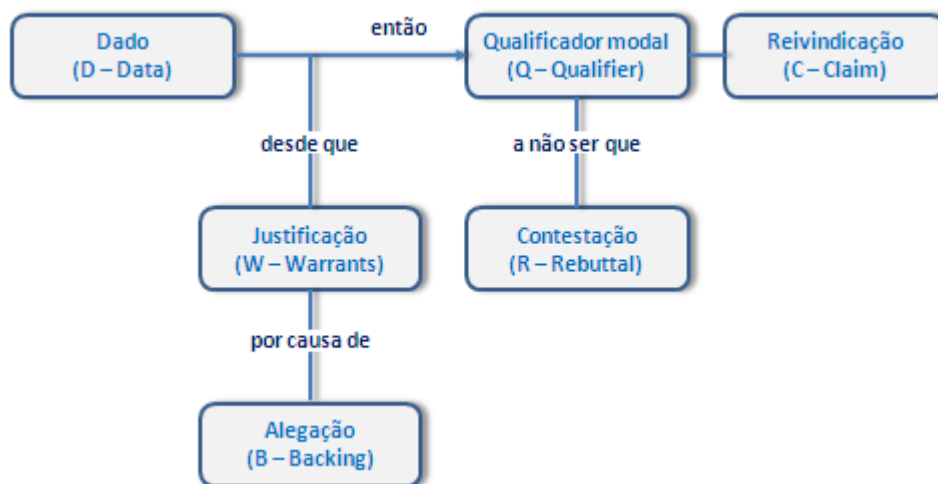 Dado
(D – Data)
então
Qualificador modal
(Q – Qualifier)
Reivindicação
(C – Claim)
desde que
a não ser que
Justificação
(W – Warrants)
Contestação
(R – Rebuttal)
por causa de
Alegação
(B – Backing)